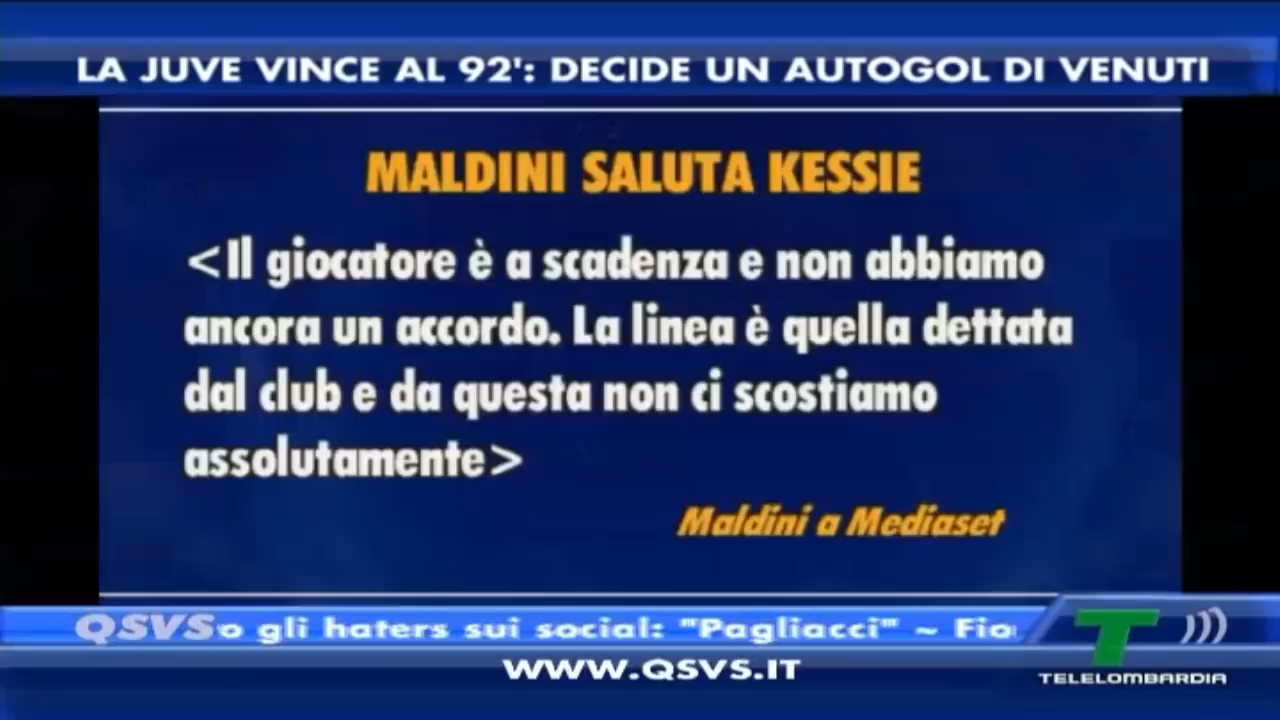 LA JUVE VINCE AL 92': DECIDE UN AUTOGOL DI VENUTI
MALDINI SALUTA KESSIE
<Il giocatore è a scadenza e non abbiamo
ancora un accordo. La linea è quella dettata
dal club e da questa non ci scostiamo
assolutamente>
Maldini a Mediaset
QSVS o gli haters sui social: "Pagliacci" ~ Fio
WWW.QSVS.IT
T
TELELOMBARDIA